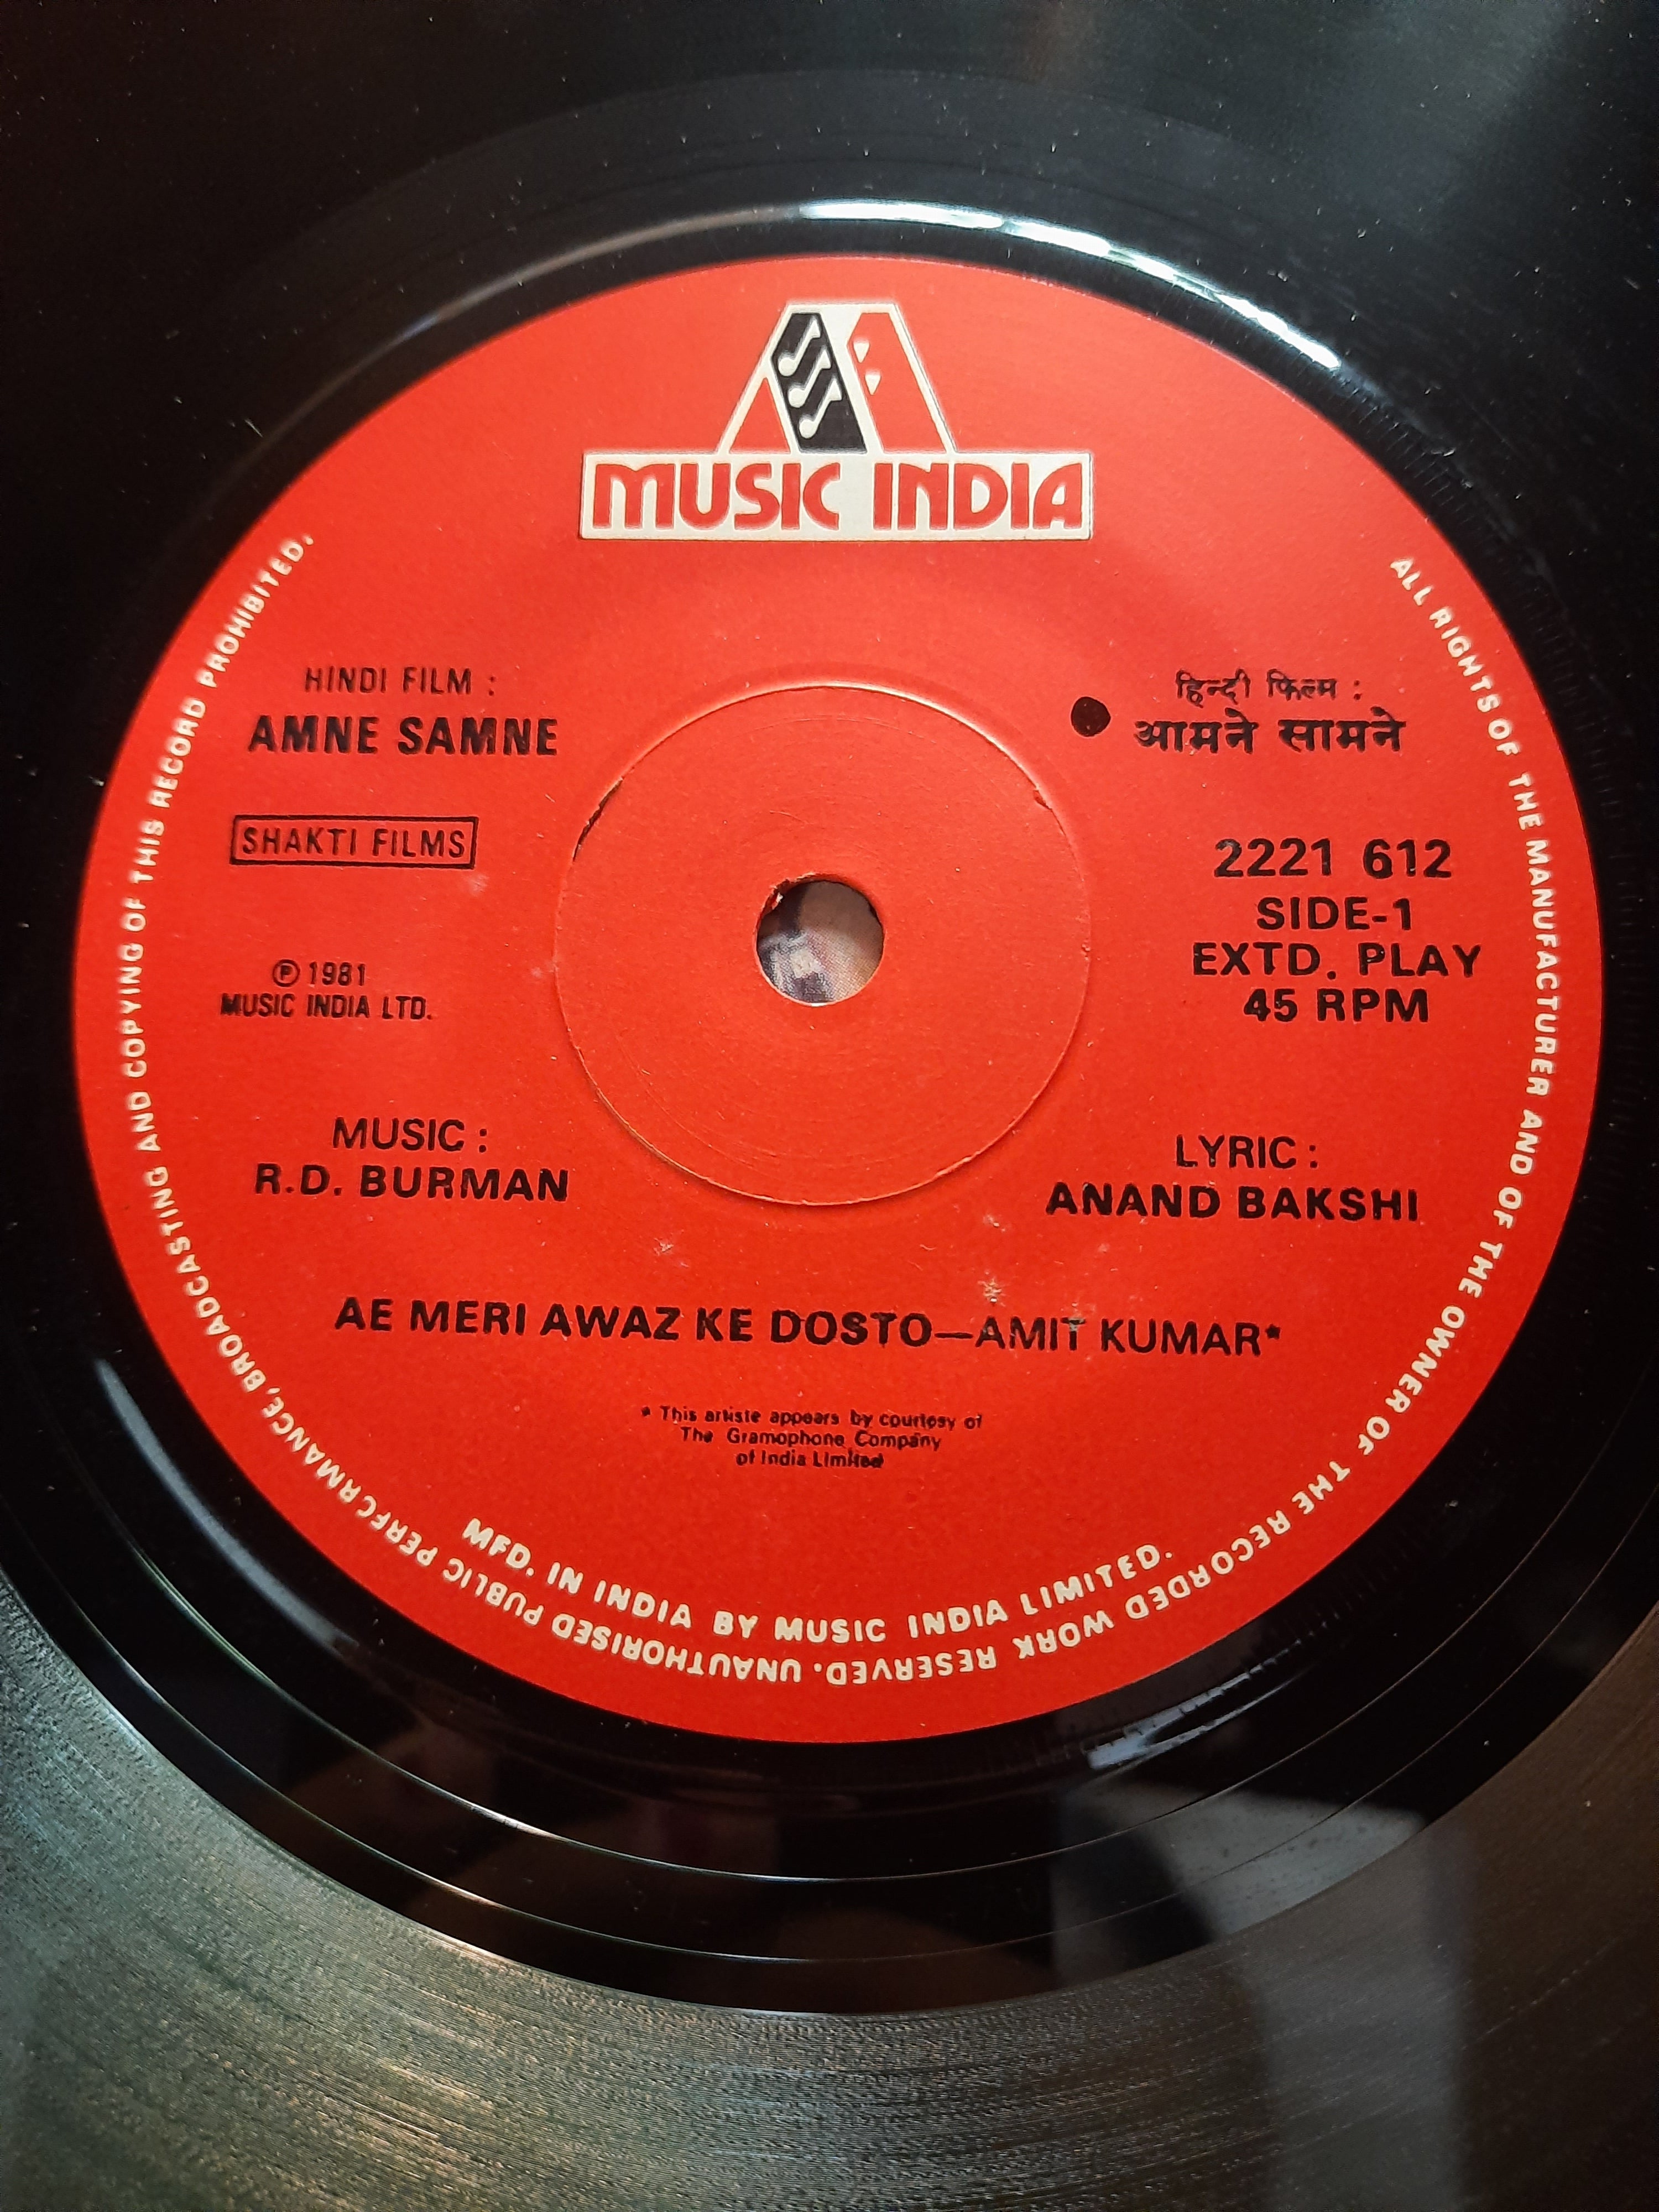 MUSIC INDIA
HINDI FILM :
AMNE SAMNE
SHAKTI FILMS
℗ 1981
MUSIC INDIA LTD.
हिन्दी फिल्म :
आमने सामने
2221 612
SIDE-1
EXTD. PLAY
45 RPM
MUSIC :
R.D. BURMAN
LYRIC :
ANAND BAKSHI
AE MERI AWAZ KE DOSTO—AMIT KUMAR*
* This artiste appears by courtesy of
The Gramophone Company
of India Limited
MFD. IN INDIA BY MUSIC INDIA LIMITED.
ALL RIGHTS OF THE MANUFACTURER AND OF THE OWNER OF THE RECORDED WORK RESERVED. UNAUTHORISED PUBLIC PERFORMANCE, BROADCASTING AND COPYING OF THIS RECORD PROHIBITED.